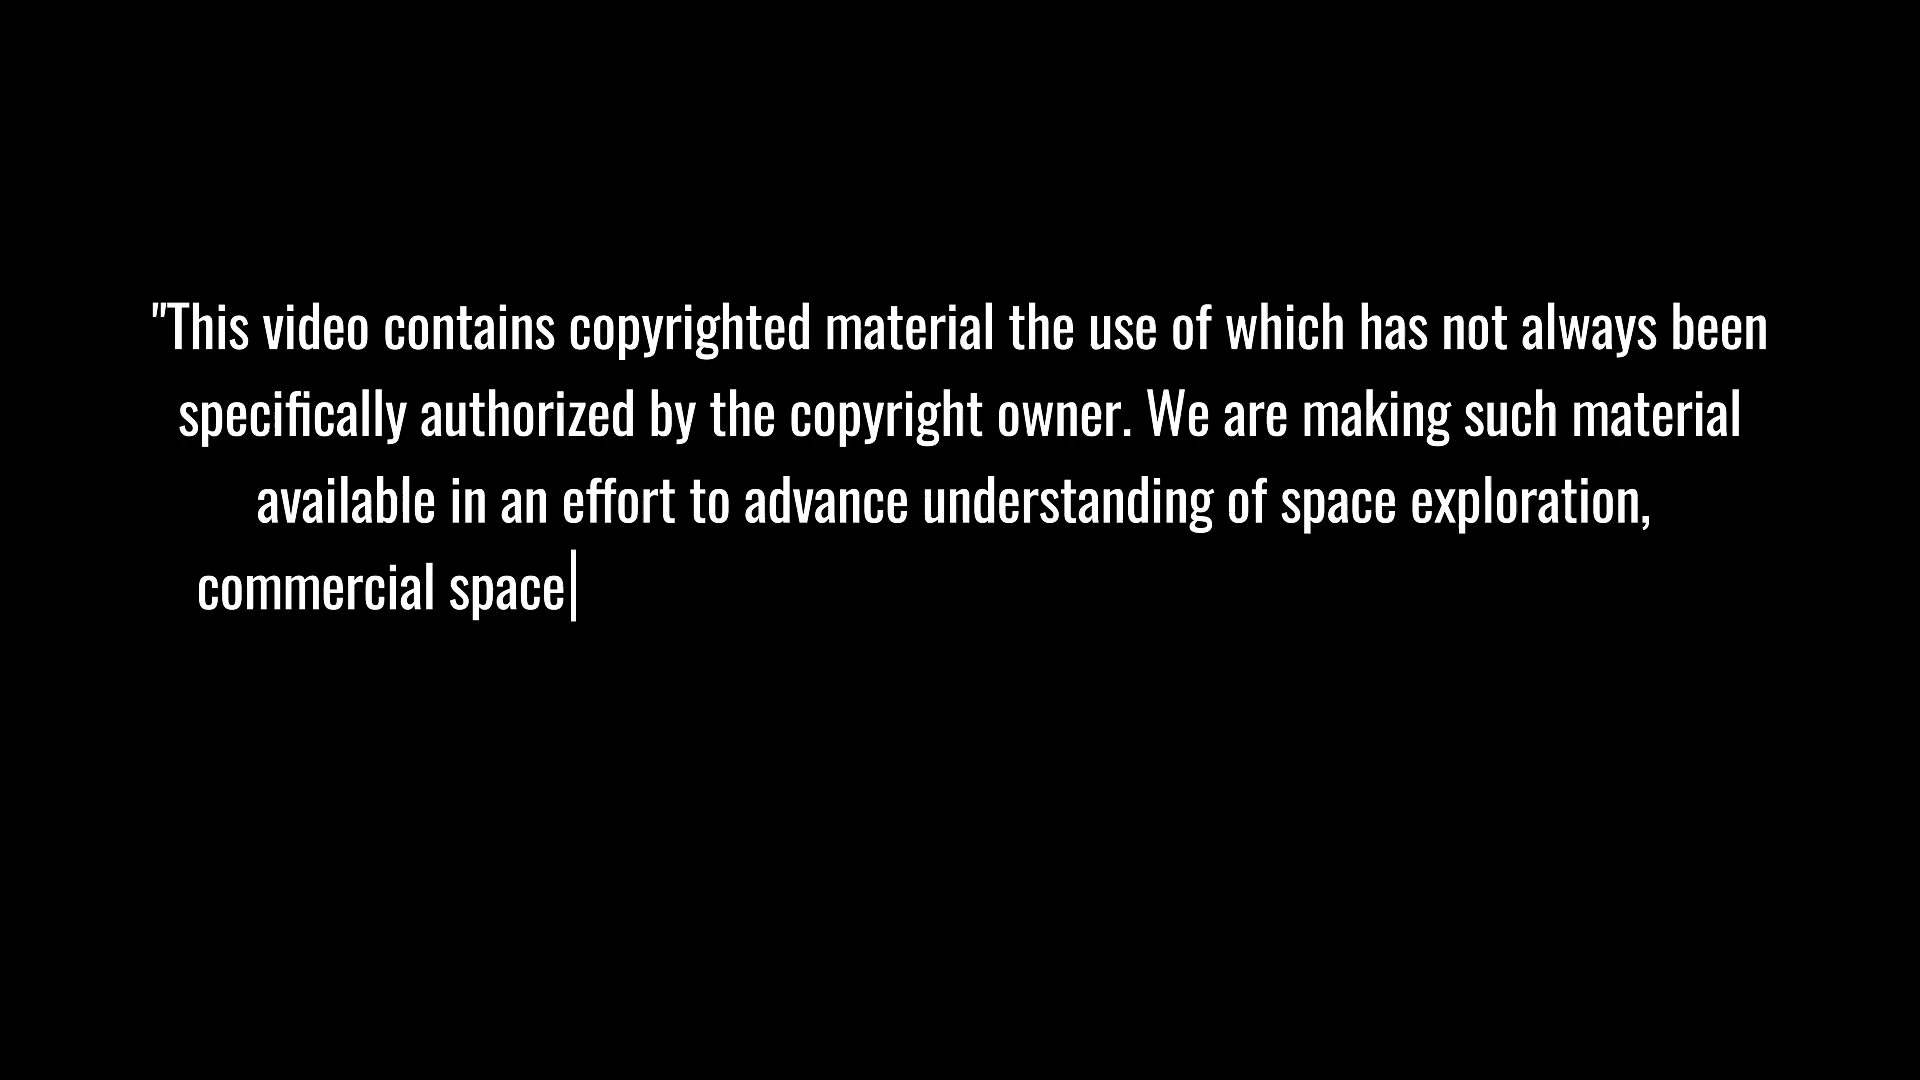 "This video contains copyrighted material the use of which has not always been
specifically authorized by the copyright owner. We are making such material
available in an effort to advance understanding of space exploration,
commercial space